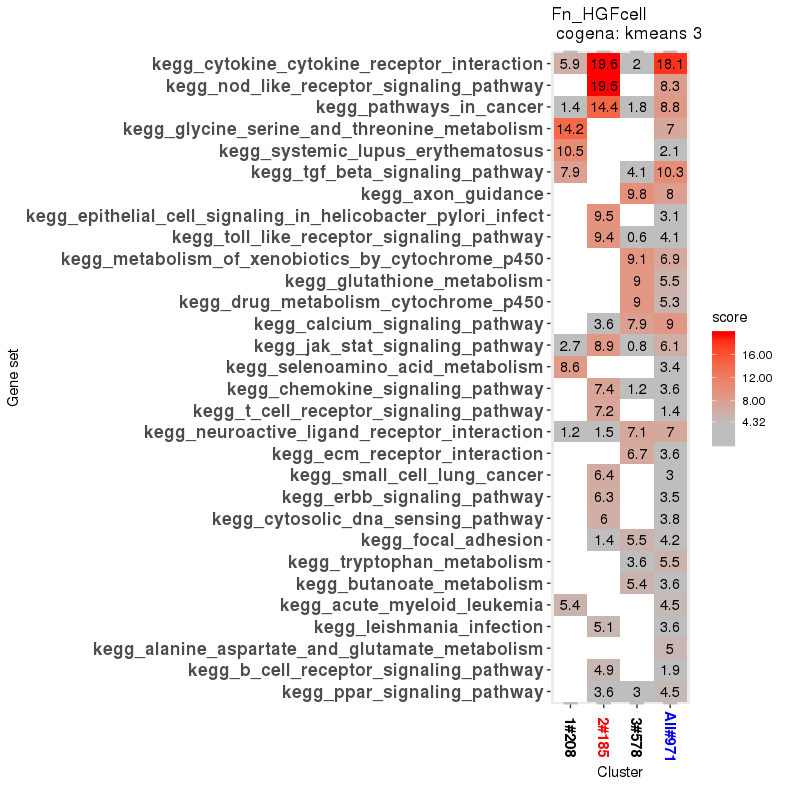 Fn_HGFcell
cogena: kmeans 3
kegg_cytokine_cytokine_receptor_interaction 5.9 19.6 2 18.1
kegg_nod_like_receptor_signaling_pathway 19.6 8.3
kegg_pathways_in_cancer 1.4 14.4 1.8 8.8
kegg_glycine_serine_and_threonine_metabolism 14.2 7
kegg_systemic_lupus_erythematosus 10.5 2.1
kegg_tgf_beta_signaling_pathway 7.9 4.1 10.3
kegg_axon_guidance 9.8 8
kegg_epithelial_cell_signaling_in_helicobacter_pylori_infect 9.5 3.1
kegg_toll_like_receptor_signaling_pathway 9.4 0.6 4.1
kegg_metabolism_of_xenobiotics_by_cytochrome_p450 9.1 6.9
kegg_glutathione_metabolism 9 5.5
kegg_drug_metabolism_cytochrome_p450 9 5.3
kegg_calcium_signaling_pathway 3.6 7.9 9
kegg_jak_stat_signaling_pathway 2.7 8.9 0.8 6.1
kegg_selenoamino_acid_metabolism 8.6 3.4
kegg_chemokine_signaling_pathway 7.4 1.2 3.6
kegg_t_cell_receptor_signaling_pathway 7.2 1.4
kegg_neuroactive_ligand_receptor_interaction 1.2 1.5 7.1 7
kegg_ecm_receptor_interaction 6.7 3.6
kegg_small_cell_lung_cancer 6.4 3
kegg_erbb_signaling_pathway 6.3 3.5
kegg_cytosolic_dna_sensing_pathway 6 3.8
kegg_focal_adhesion 1.4 5.5 4.2
kegg_tryptophan_metabolism 3.6 5.5
kegg_butanoate_metabolism 5.4 3.6
kegg_acute_myeloid_leukemia 5.4 4.5
kegg_leishmania_infection 5.1 3.6
kegg_alanine_aspartate_and_glutamate_metabolism 5
kegg_b_cell_receptor_signaling_pathway 4.9 1.9
kegg_ppar_signaling_pathway 3.6 3 4.5
1#208 2#185 3#578 All#971
Cluster
Gene set
score
16.00
12.00
8.00
4.32